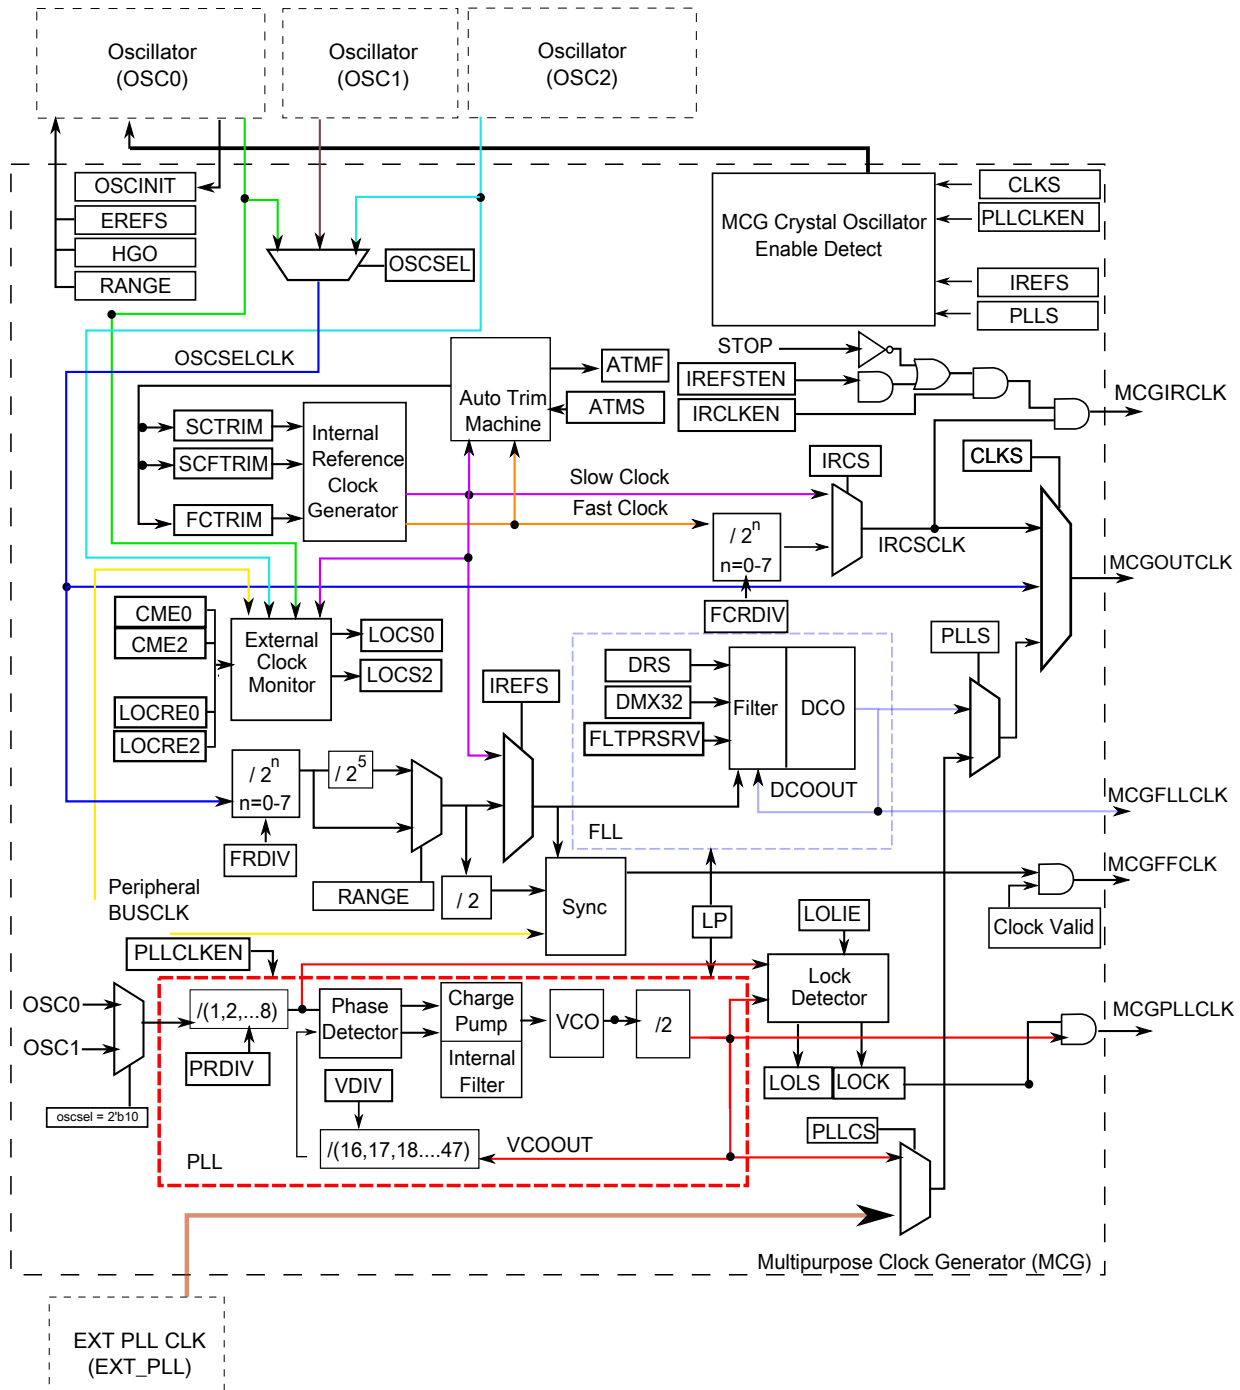 Oscillator
(OSC0)
Oscillator
(OSC1)
Oscillator
(OSC2)
OSCINIT
EREFS
HGO
RANGE
OSCSEL
MCG Crystal Oscillator
Enable Detect
CLKS
PLLCLKEN
IREFS
PLLS
OSCSELCLK
STOP
IREFSTEN
IRCLKEN
MCGIRCLK
Auto Trim
Machine
ATMF
ATMS
SCTRIM
SCFTRIM
FCTRIM
Internal
Reference
Clock
Generator
Slow Clock
Fast Clock
IRCS
CLKS
/ 2n
n=0-7
IRCSCLK
FCRDIV
MCGOUTCLK
CME0
CME2
LOCRE0
LOCRE2
External
Clock
Monitor
LOCS0
LOCS2
IREFS
DRS
DMX32
FLTPRSRV
Filter
DCO
PLLS
/ 2n
n=0-7
/ 25
FRDIV
RANGE
/ 2
DCOOUT
FLL
MCGFLLCLK
Sync
MCGFFCLK
Clock Valid
Peripheral
BUSCLK
LP
LOLIE
PLLCLKEN
OSC0
OSC1
/(1,2,...8)
PRDIV
oscsel = 2'b10
Phase
Detector
Charge
Pump
Internal
Filter
VCO
/2
Lock
Detector
LOLS
LOCK
MCGPLLCLK
VDIV
/(16,17,18....47)
VCOOUT
PLL
PLLCS
Multipurpose Clock Generator (MCG)
EXT PLL CLK
(EXT_PLL)